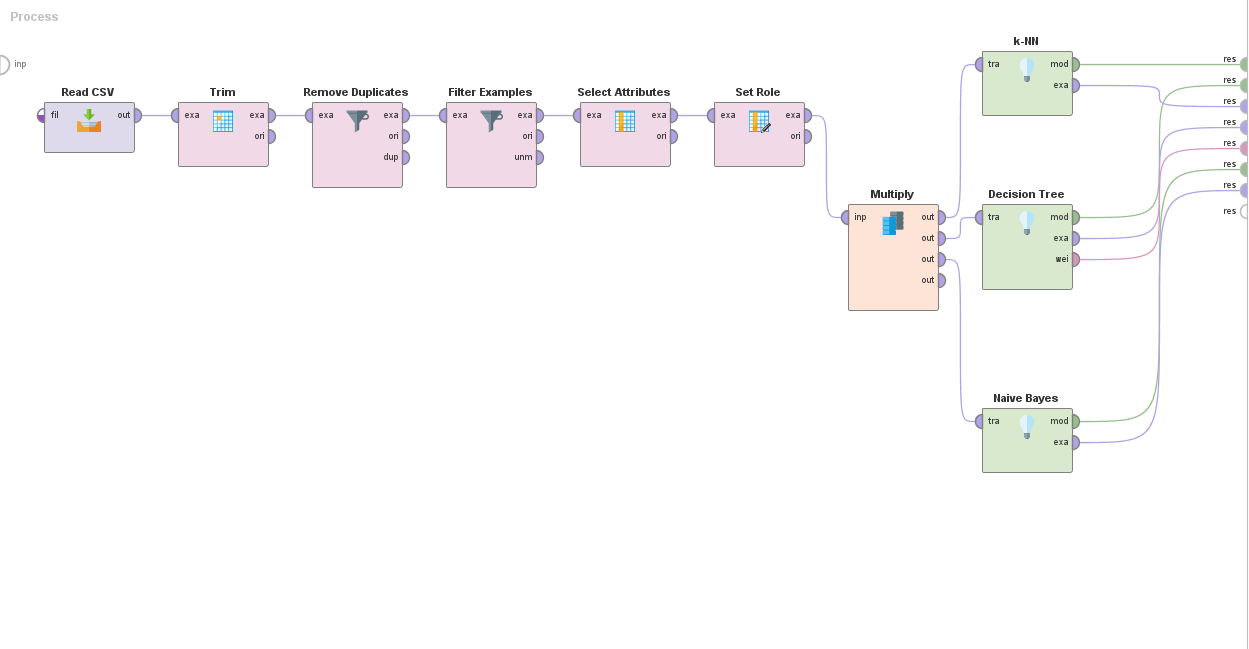 Process
inp
Read CSV
fil
out
Trim
exa
exa
ori
Remove Duplicates
exa
exa
ori
dup
Filter Examples
exa
exa
ori
unm
Select Attributes
exa
exa
ori
Set Role
exa
exa
ori
Multiply
inp
out
out
out
out
k-NN
tra
mod
exa
Decision Tree
tra
mod
exa
wei
Naive Bayes
tra
mod
exa
res
res
res
res
res
res
res
res